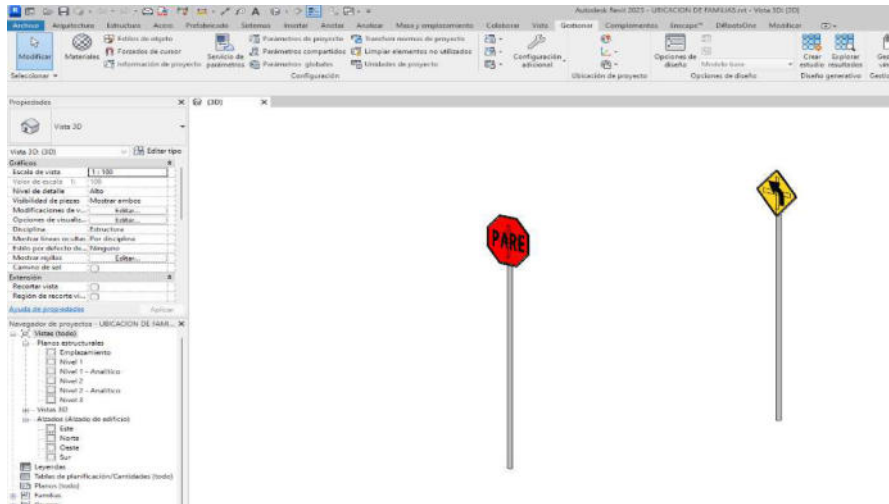 Autodesk Revit 2023 - UBICACION DE FAMILIAS.rvt - Vista 3D: {3D}
Archivo Arquitectura Estructura Acero Prefabricado Sistemas Insertar Anotar Analizar Masa y emplazamiento Colaborar Vista Gestionar Complementos Enscape™ DiRootsOne Modificar
Modificar
Materiales
Estilos de objeto
Forzados de cursor
Información de proyecto
Servicio de parámetros
Parámetros de proyecto
Parámetros compartidos
Parámetros globales
Transferir normas de proyecto
Limpiar elementos no utilizados
Unidades de proyecto
Configuración adicional
Opciones de diseño
Modelo base
Crear estudio
Explorar resultados
Seleccionar
Configuración
Ubicación de proyecto
Opciones de diseño
Diseño generativo
Propiedades
{3D}
Vista 3D
Vista 3D: {3D}
Editar tipo
Gráficos
Escala de vista 1 : 100
Valor de escala 1: 100
Nivel de detalle Alto
Visibilidad de piezas Mostrar ambos
Modificaciones de v... Editar...
Opciones de visualiz... Editar...
Disciplina Estructura
Mostrar líneas ocultas Por disciplina
Estilo por defecto de... Ninguno
Mostrar rejillas Editar...
Camino de sol
Extensión
Recortar vista
Región de recorte vi...
Ayuda de propiedades Aplicar
Navegador de proyectos - UBICACION DE FAMI...
Vistas (todo)
Planos estructurales
Emplazamiento
Nivel 1
Nivel 1 - Analítico
Nivel 2
Nivel 2 - Analítico
Nivel 3
Vistas 3D
Alzados (Alzado de edificio)
Este
Norte
Oeste
Sur
Leyendas
Tablas de planificación/Cantidades (todo)
Planos (todo)
Familias
PARE